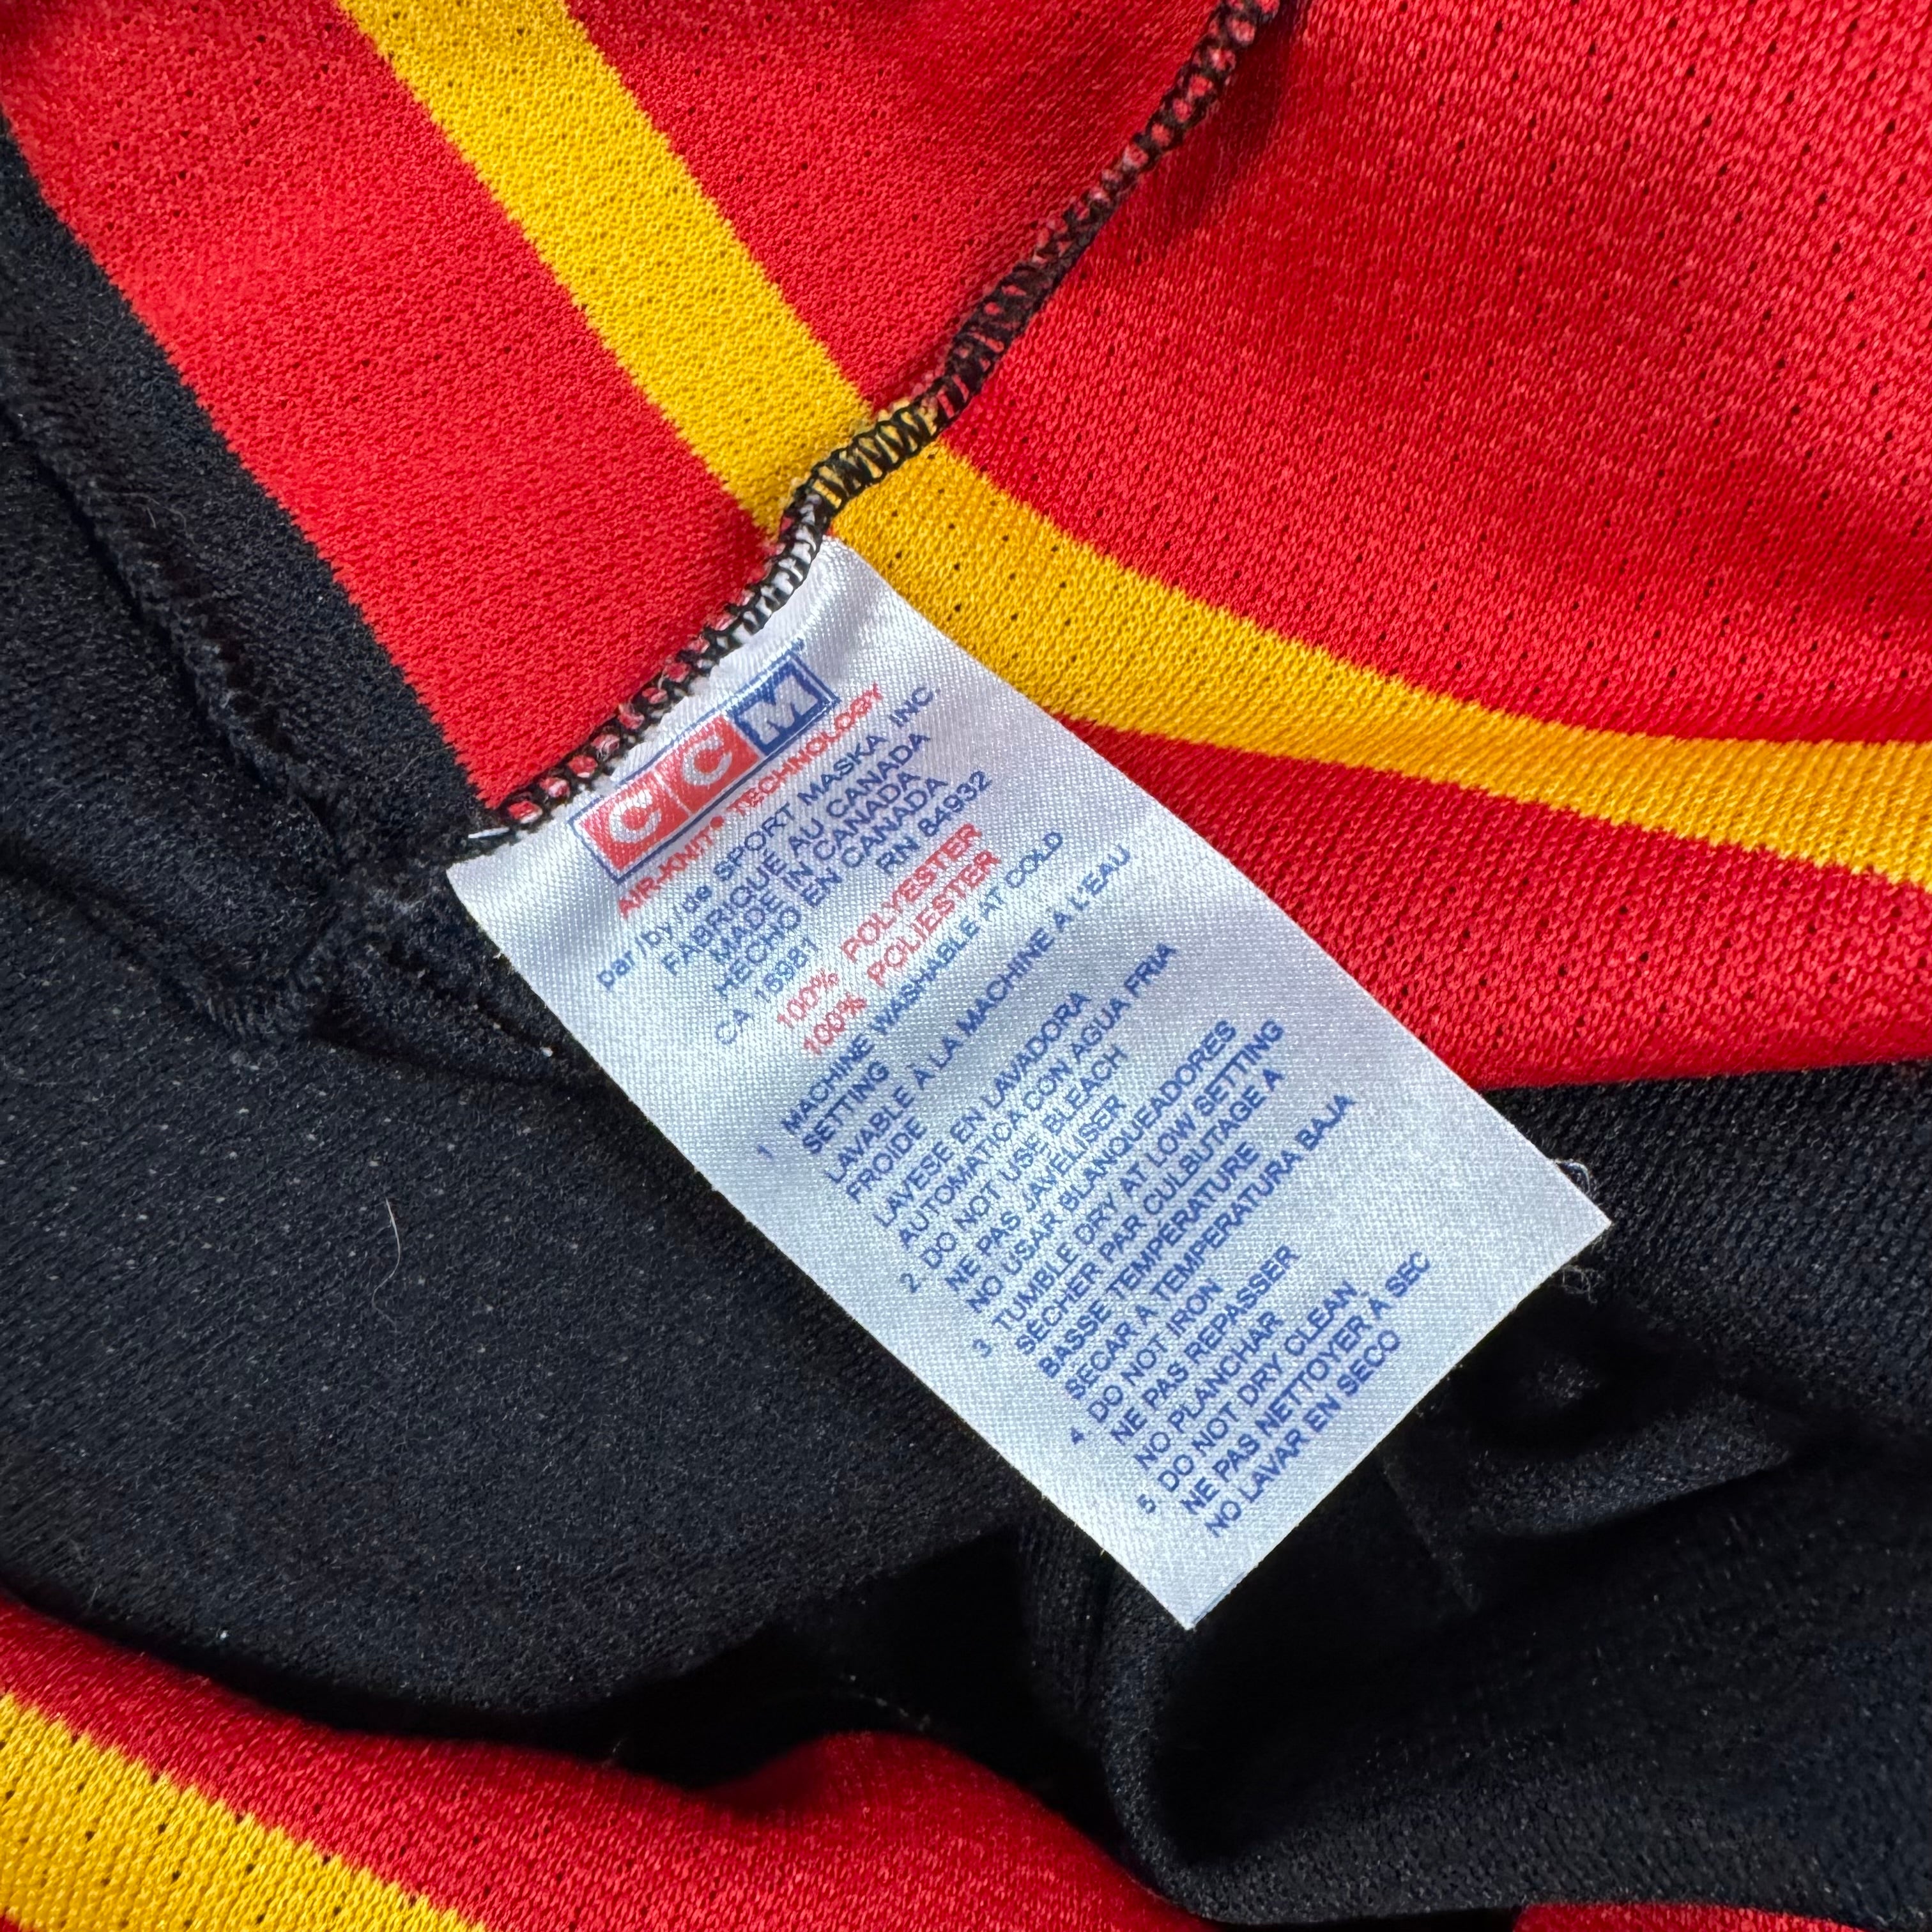 CCM™
AIR-KNIT® TECHNOLOGY
par/by/de SPORT MASKA INC.
FABRIQUÉ AU CANADA
MADE IN CANADA
HECHO EN CANADA
CA 16981 RN 84932
100% POLYESTER
100% POLIESTER
1 MACHINE WASHABLE AT COLD
SETTING
LAVABLE À LA MACHINE À L'EAU
FROIDE
LAVESE EN LAVADORA
AUTOMATICA CON AGUA FRIA
2. DO NOT USE BLEACH
NE PAS JAVELISER
NO USAR BLANQUEADORES
3. TUMBLE DRY AT LOW SETTING
SÉCHER PAR CULBUTAGE À
BASSE TEMPÉRATURE
SECAR A TEMPERATURA BAJA
4. DO NOT IRON
NE PAS REPASSER
NO PLANCHAR
5. DO NOT DRY CLEAN
NE PAS NETTOYER À SEC
NO LAVAR EN SECO